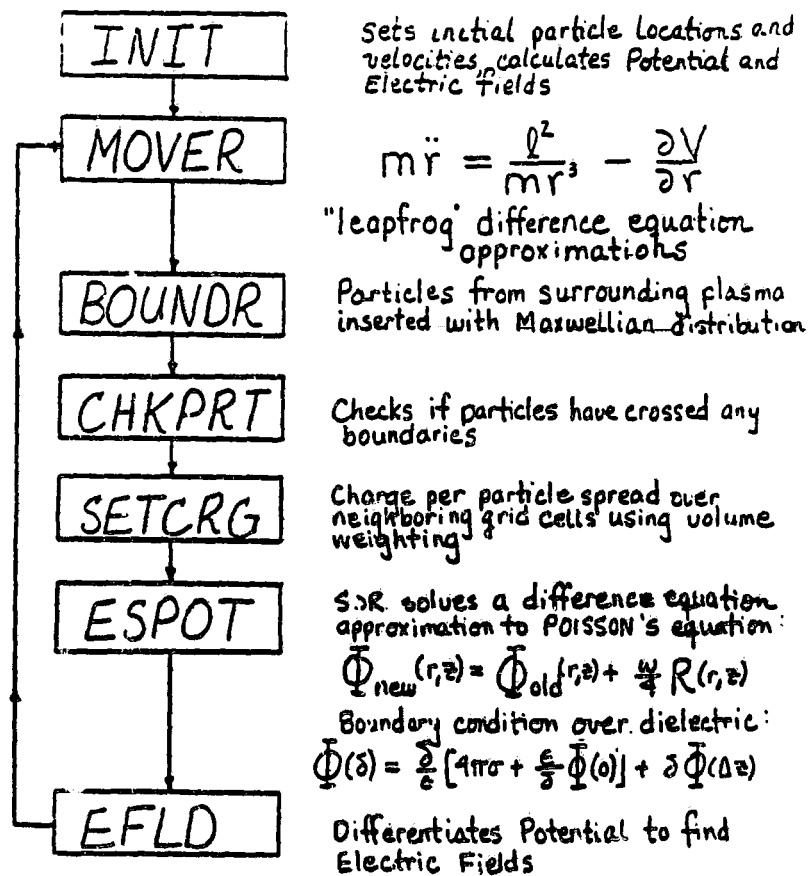 INIT
Sets initial particle locations and
velocities, calculates Potential and
Electric fields
MOVER
mr̈ = ℓ²/mr³ − ∂V/∂r
"leapfrog" difference equation
approximations
BOUNDR
Particles from surrounding plasma
inserted with Maxwellian distribution
CHKPRT
Checks if particles have crossed any
boundaries
SETCRG
Charge per particle spread over
neighboring grid cells using volume
weighting
ESPOT
S.O.R. solves a difference equation
approximation to POISSON's equation:
Φnew(r,z) = Φold(r,z) + ω/4 R(r,z)
Boundary condition over dielectric:
Φ(δ) = δ/ε [4πσ + ε/δ Φ(0)] + δ Φ(Δz)
EFLD
Differentiates Potential to find
Electric Fields